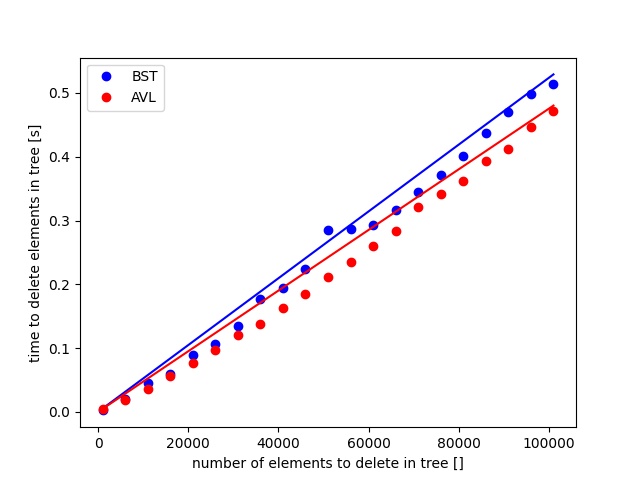 BST
AVL
time to delete elements in tree [s]
0.5
0.4
0.3
0.2
0.1
0.0
0 20000 40000 60000 80000 100000
number of elements to delete in tree []